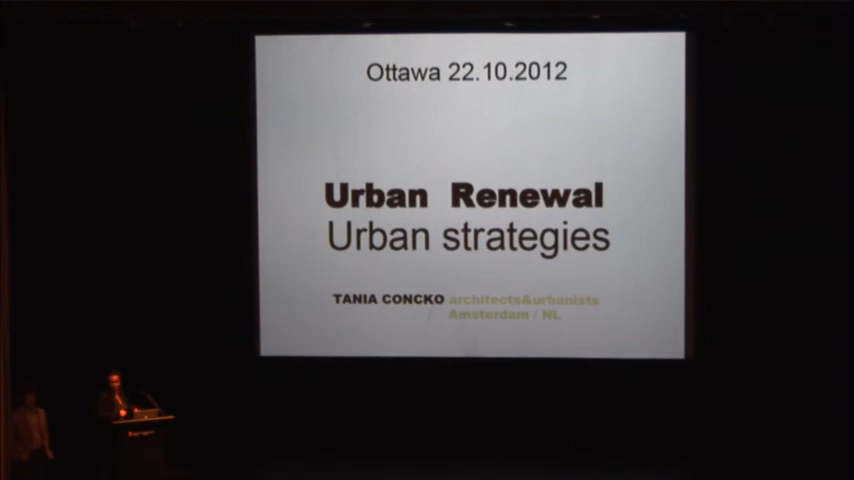 Ottawa 22.10.2012
Urban Renewal
Urban strategies
TANIA CONCKO architects&urbanists
Amsterdam / NL